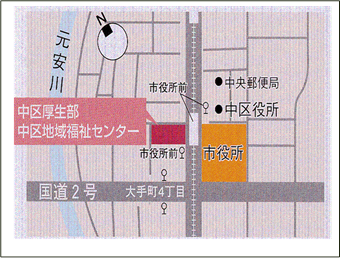 N
元安川
市役所前
中央郵便局
中区役所
中区厚生部
中区地域福祉センター
市役所前
市役所
国道２号
大手町4丁目